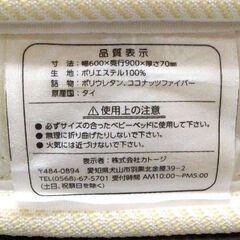 品質表示
寸 法：幅600×奥行900×厚さ70mm
生 地：ポリエステル100%
詰 物：ポリウレタン、ココナッツファイバー
原産国：タイ
⚠使用上の注意
●必ずサイズの合ったベビーベッドで使用してください。
●無理に折り曲げたりしないで下さい。
●火気には近づけないで下さい。
表示者：株式会社カトージ
〒484-0894 愛知県犬山市羽黒北金屋39-2
TEL(0568)-67-5701 受付時間 AM10:00~PM5:00
(土、日、祝祭日を除く)